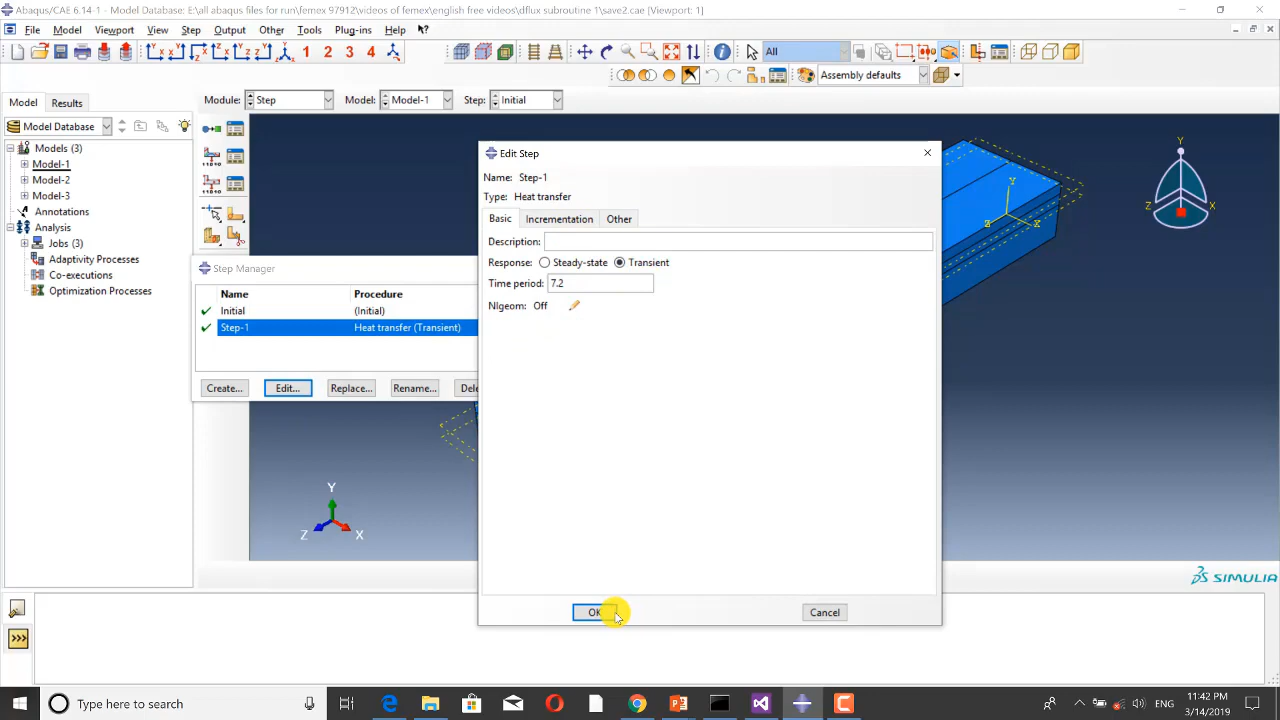 Abaqus/CAE 6.14-1 - Model Database: E:\all abaqus files for run\femex 97912\videos of femex\english free videos\dflux subroutine 1\save2.cae [Viewport: 1]
File Model Viewport View Step Output Other Tools Plug-ins Help
1 2 3 4 All
Assembly defaults
Model Results
Module: Step Model: Model-1 Step: Initial
Model Database
Models (3)
Model-1
Model-2
Model-3
Annotations
Analysis
Jobs (3)
Adaptivity Processes
Co-executions
Optimization Processes
Step Manager
Name Procedure
Initial (Initial)
Step-1 Heat transfer (Transient)
Create... Edit... Replace... Rename... Del
Edit Step
Name: Step-1
Type: Heat transfer
Basic Incrementation Other
Description:
Response: Steady-state Transient
Time period: 7.2
Nlgeom: Off
OK Cancel
Y
Z X
Y
Z X
Y
Z X
SIMULIA
>>>
Type here to search
ENG
11:42 PM
3/14/2019